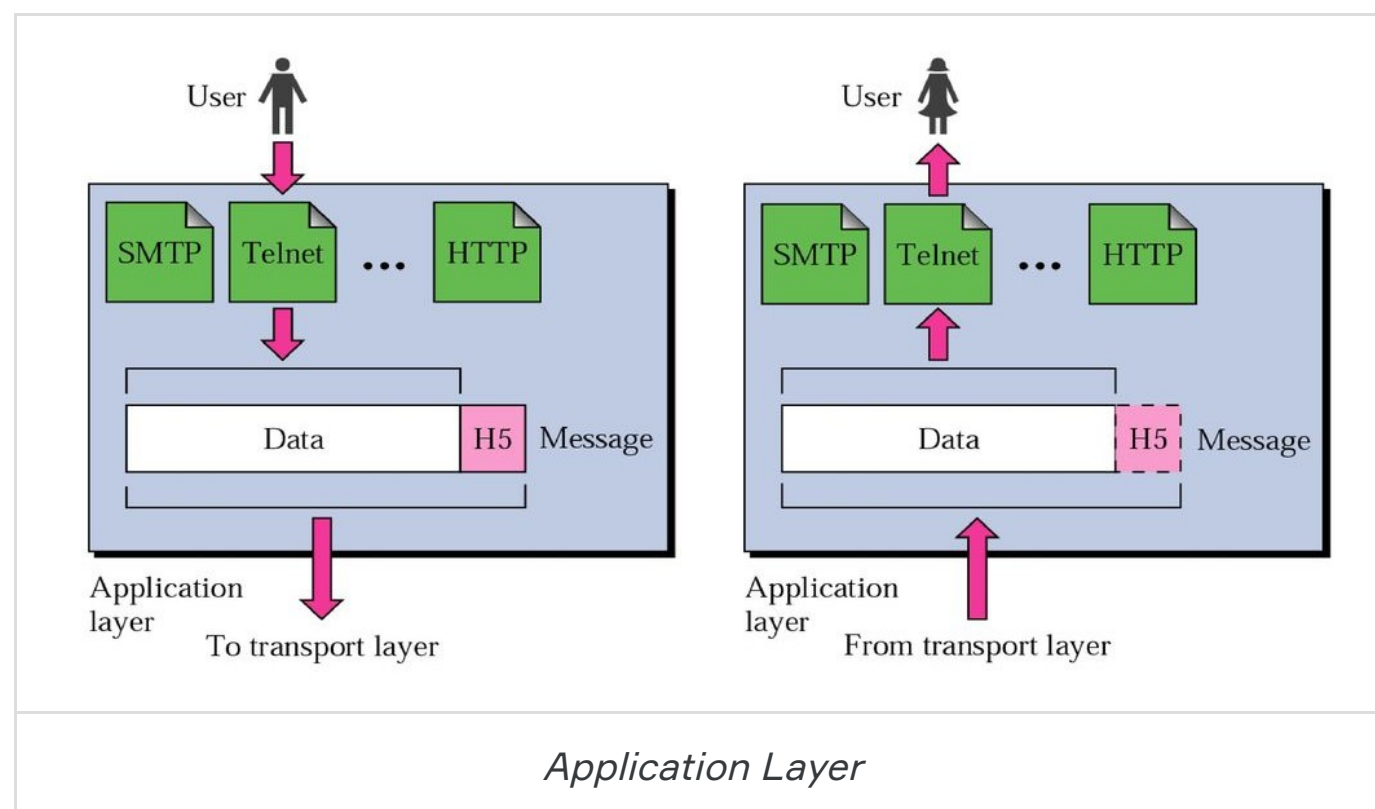 User
SMTP Telnet ... HTTP
Data H5 Message
Application
layer
To transport layer
User
SMTP Telnet ... HTTP
Data H5 Message
Application
layer
From transport layer
Application Layer